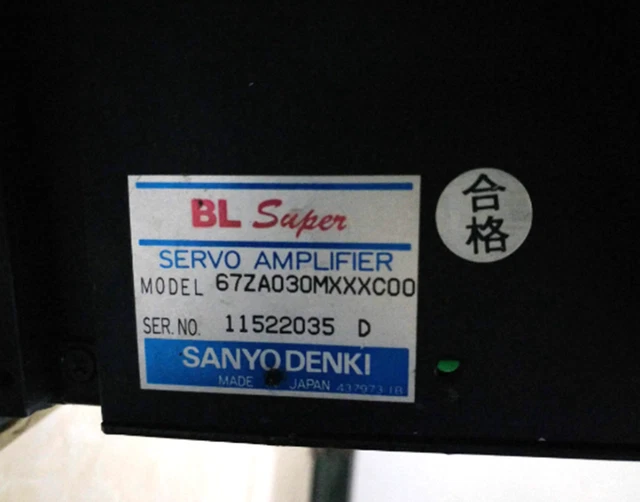 BL Super
SERVO AMPLIFIER
MODEL 67ZA030MXXXC00
SER.NO. 11522035 D
SANYO DENKI
MADE JAPAN
合格